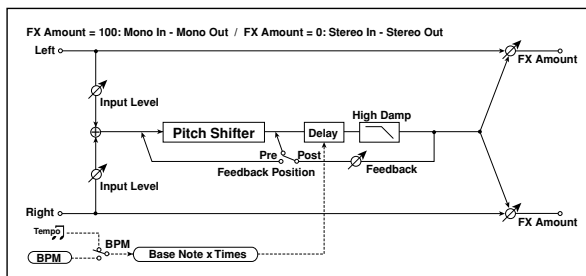 FX Amount = 100: Mono In - Mono Out / FX Amount = 0: Stereo In - Stereo Out
Left
FX Amount
Input Level
High Damp
Pitch Shifter
Delay
Pre Post
Feedback Position
Feedback
Input Level
Right
FX Amount
Tempo
BPM
BPM
Base Note x Times